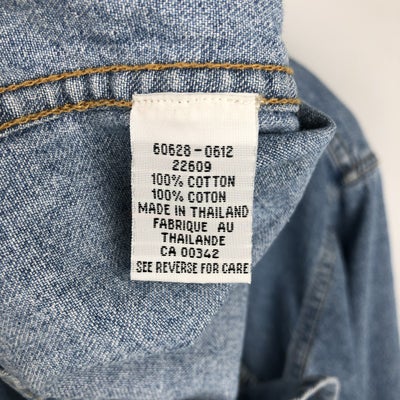 60628-0612
22609
100% COTTON
100% COTON
MADE IN THAILAND
FABRIQUE AU
THAILANDE
CA 00342
SEE REVERSE FOR CARE